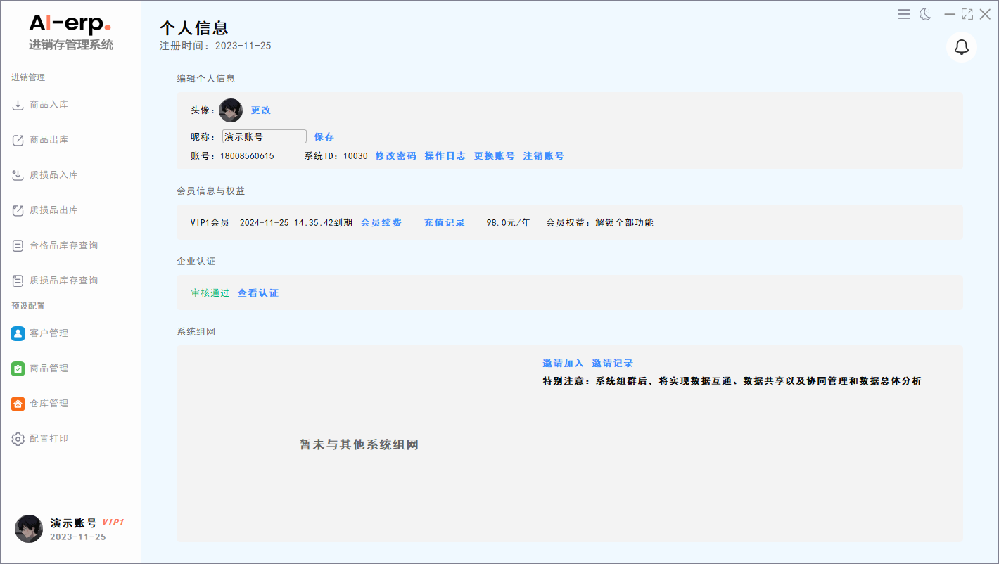 AI-erp.
进销存管理系统
进销管理
商品入库
商品出库
质损品入库
质损品出库
合格品库存查询
质损品库存查询
预设配置
客户管理
商品管理
仓库管理
配置打印
演示账号 VIP1
2023-11-25
个人信息
注册时间：2023-11-25
编辑个人信息
头像： 更改
昵称： 演示账号 保存
账号：18008560615 系统ID：10030 修改密码 操作日志 更换账号 注销账号
会员信息与权益
VIP1会员 2024-11-25 14:35:42到期 会员续费 充值记录 98.0元/年 会员权益：解锁全部功能
企业认证
审核通过 查看认证
系统组网
邀请加入 邀请记录
特别注意：系统组群后，将实现数据互通、数据共享以及协同管理和数据总体分析
暂未与其他系统组网